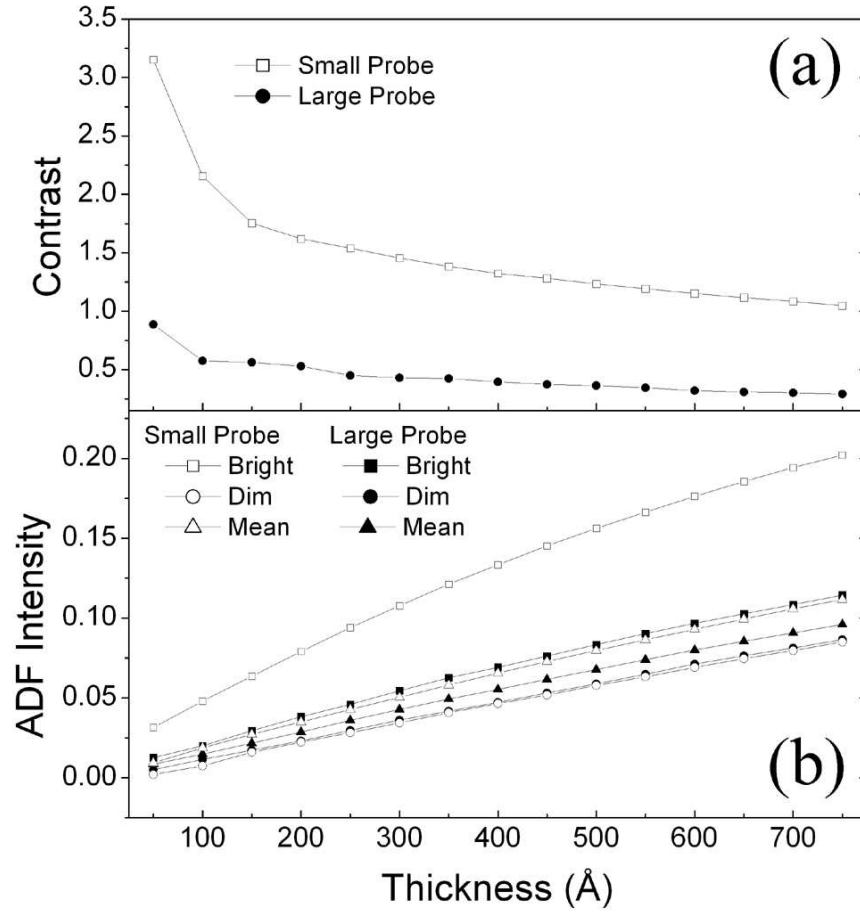 3.5
3.0
2.5
2.0
1.5
1.0
0.5
Contrast
Small Probe
Large Probe
(a)
0.20
0.15
0.10
0.05
0.00
ADF Intensity
Small Probe Large Probe
Bright Bright
Dim Dim
Mean Mean
(b)
100 200 300 400 500 600 700
Thickness (Å)